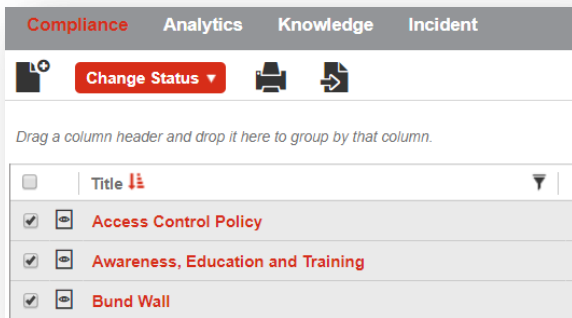 Compliance Analytics Knowledge Incident
Change Status
Drag a column header and drop it here to group by that column.
Title
Access Control Policy
Awareness, Education and Training
Bund Wall